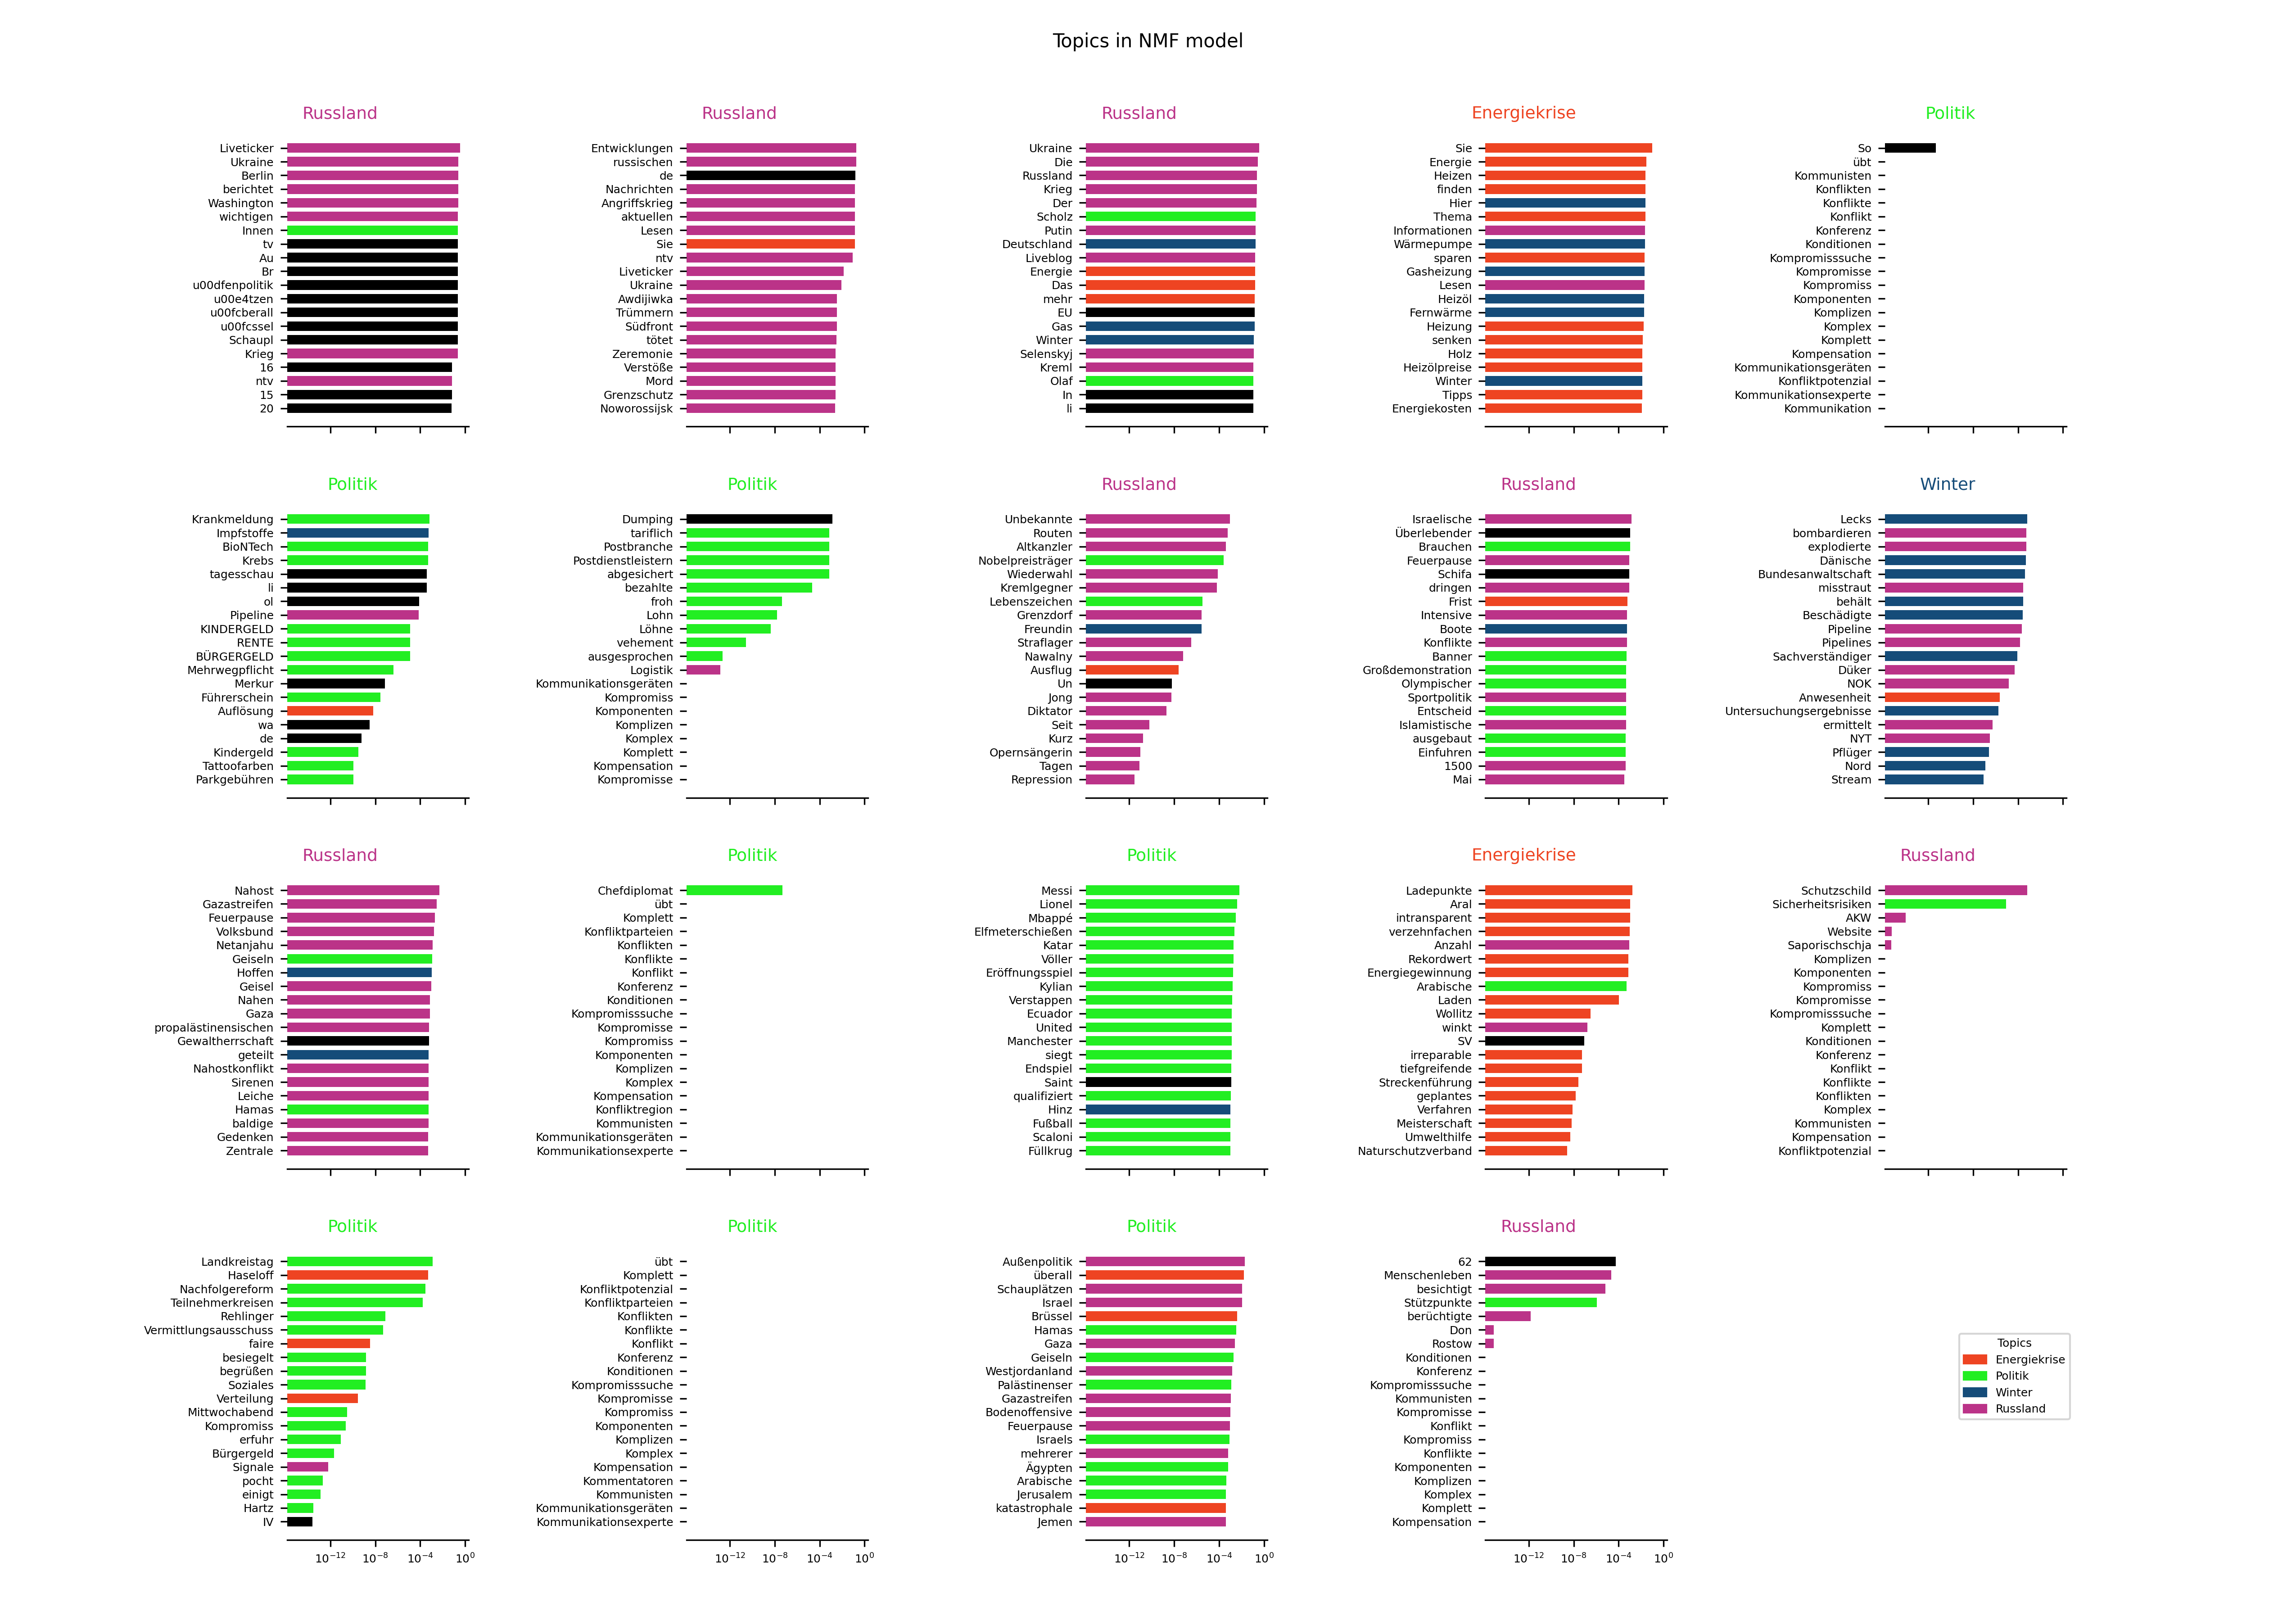 Topics in NMF model
Russland
Liveticker
Ukraine
Berlin
berichtet
Washington
wichtigen
Innen
tv
Au
Br
u00dfenpolitik
u00e4tzen
u00fcberall
u00fcssel
Schaupl
Krieg
16
ntv
15
20
Russland
Entwicklungen
russischen
de
Nachrichten
Angriffskrieg
aktuellen
Lesen
Sie
ntv
Liveticker
Ukraine
Awdijiwka
Trümmern
Südfront
tötet
Zeremonie
Verstöße
Mord
Grenzschutz
Noworossijsk
Russland
Ukraine
Die
Russland
Krieg
Der
Scholz
Putin
Deutschland
Liveblog
Energie
Das
mehr
EU
Gas
Winter
Selenskyj
Kreml
Olaf
In
li
Energiekrise
Sie
Energie
Heizen
finden
Hier
Thema
Informationen
Wärmepumpe
sparen
Gasheizung
Lesen
Heizöl
Fernwärme
Heizung
senken
Holz
Heizölpreise
Winter
Tipps
Energiekosten
Politik
So
übt
Kommunisten
Konflikten
Konflikte
Konflikt
Konferenz
Konditionen
Kompromisssuche
Kompromisse
Kompromiss
Komponenten
Komplizen
Komplex
Komplett
Kompensation
Kommunikationsgeräten
Konfliktpotenzial
Kommunikationsexperte
Kommunikation
Politik
Krankmeldung
Impfstoffe
BioNTech
Krebs
tagesschau
li
ol
Pipeline
KINDERGELD
RENTE
BÜRGERGELD
Mehrwegpflicht
Merkur
Führerschein
Auflösung
wa
de
Kindergeld
Tattoofarben
Parkgebühren
Politik
Dumping
tariflich
Postbranche
Postdienstleistern
abgesichert
bezahlte
froh
Lohn
Löhne
vehement
ausgesprochen
Logistik
Kommunikationsgeräten
Kompromiss
Komponenten
Komplizen
Komplex
Komplett
Kompensation
Kompromisse
Russland
Unbekannte
Routen
Altkanzler
Nobelpreisträger
Wiederwahl
Kremlgegner
Lebenszeichen
Grenzdorf
Freundin
Straflager
Nawalny
Ausflug
Un
Jong
Diktator
Seit
Kurz
Opernsängerin
Tagen
Repression
Russland
Israelische
Überlebender
Brauchen
Feuerpause
Schifa
dringen
Frist
Intensive
Boote
Konflikte
Banner
Großdemonstration
Olympischer
Sportpolitik
Entscheid
Islamistische
ausgebaut
Einfuhren
1500
Mai
Winter
Lecks
bombardieren
explodierte
Dänische
Bundesanwaltschaft
misstraut
behält
Beschädigte
Pipeline
Pipelines
Sachverständiger
Düker
NOK
Anwesenheit
Untersuchungsergebnisse
ermittelt
NYT
Pflüger
Nord
Stream
Russland
Nahost
Gazastreifen
Feuerpause
Volksbund
Netanjahu
Geiseln
Hoffen
Geisel
Nahen
Gaza
propalästinensischen
Gewaltherrschaft
geteilt
Nahostkonflikt
Sirenen
Leiche
Hamas
baldige
Gedenken
Zentrale
Politik
Chefdiplomat
übt
Komplett
Konfliktparteien
Konflikten
Konflikte
Konflikt
Konferenz
Konditionen
Kompromisssuche
Kompromisse
Kompromiss
Komponenten
Komplizen
Komplex
Kompensation
Konfliktregion
Kommunisten
Kommunikationsgeräten
Kommunikationsexperte
Politik
Messi
Lionel
Mbappé
Elfmeterschießen
Katar
Völler
Eröffnungsspiel
Kylian
Verstappen
Ecuador
United
Manchester
siegt
Endspiel
Saint
qualifiziert
Hinz
Fußball
Scaloni
Füllkrug
Energiekrise
Ladepunkte
Aral
intransparent
verzehnfachen
Anzahl
Rekordwert
Energiegewinnung
Arabische
Laden
Wollitz
winkt
SV
irreparable
tiefgreifende
Streckenführung
geplantes
Verfahren
Meisterschaft
Umwelthilfe
Naturschutzverband
Russland
Schutzschild
Sicherheitsrisiken
AKW
Website
Saporischschja
Komplizen
Komponenten
Kompromiss
Kompromisse
Kompromisssuche
Komplett
Konditionen
Konferenz
Konflikt
Konflikte
Konflikten
Komplex
Kommunisten
Kompensation
Konfliktpotenzial
Politik
Landkreistag
Haseloff
Nachfolgereform
Teilnehmerkreisen
Rehlinger
Vermittlungsausschuss
faire
besiegelt
begrüßen
Soziales
Verteilung
Mittwochabend
Kompromiss
erfuhr
Bürgergeld
Signale
pocht
einigt
Hartz
IV
10⁻¹² 10⁻⁸ 10⁻⁴ 10⁰
Politik
übt
Komplett
Konfliktpotenzial
Konfliktparteien
Konflikten
Konflikte
Konflikt
Konferenz
Konditionen
Kompromisssuche
Kompromisse
Kompromiss
Komponenten
Komplizen
Komplex
Kompensation
Kommentatoren
Kommunisten
Kommunikationsgeräten
Kommunikationsexperte
10⁻¹² 10⁻⁸ 10⁻⁴ 10⁰
Politik
Außenpolitik
überall
Schauplätzen
Israel
Brüssel
Hamas
Gaza
Geiseln
Westjordanland
Palästinenser
Gazastreifen
Bodenoffensive
Feuerpause
Israels
mehrerer
Ägypten
Arabische
Jerusalem
katastrophale
Jemen
10⁻¹² 10⁻⁸ 10⁻⁴ 10⁰
Russland
62
Menschenleben
besichtigt
Stützpunkte
berüchtigte
Don
Rostow
Konditionen
Konferenz
Kompromisssuche
Kommunisten
Kompromisse
Konflikt
Kompromiss
Konflikte
Komponenten
Komplizen
Komplex
Komplett
Kompensation
10⁻¹² 10⁻⁸ 10⁻⁴ 10⁰
Topics
Energiekrise
Politik
Winter
Russland